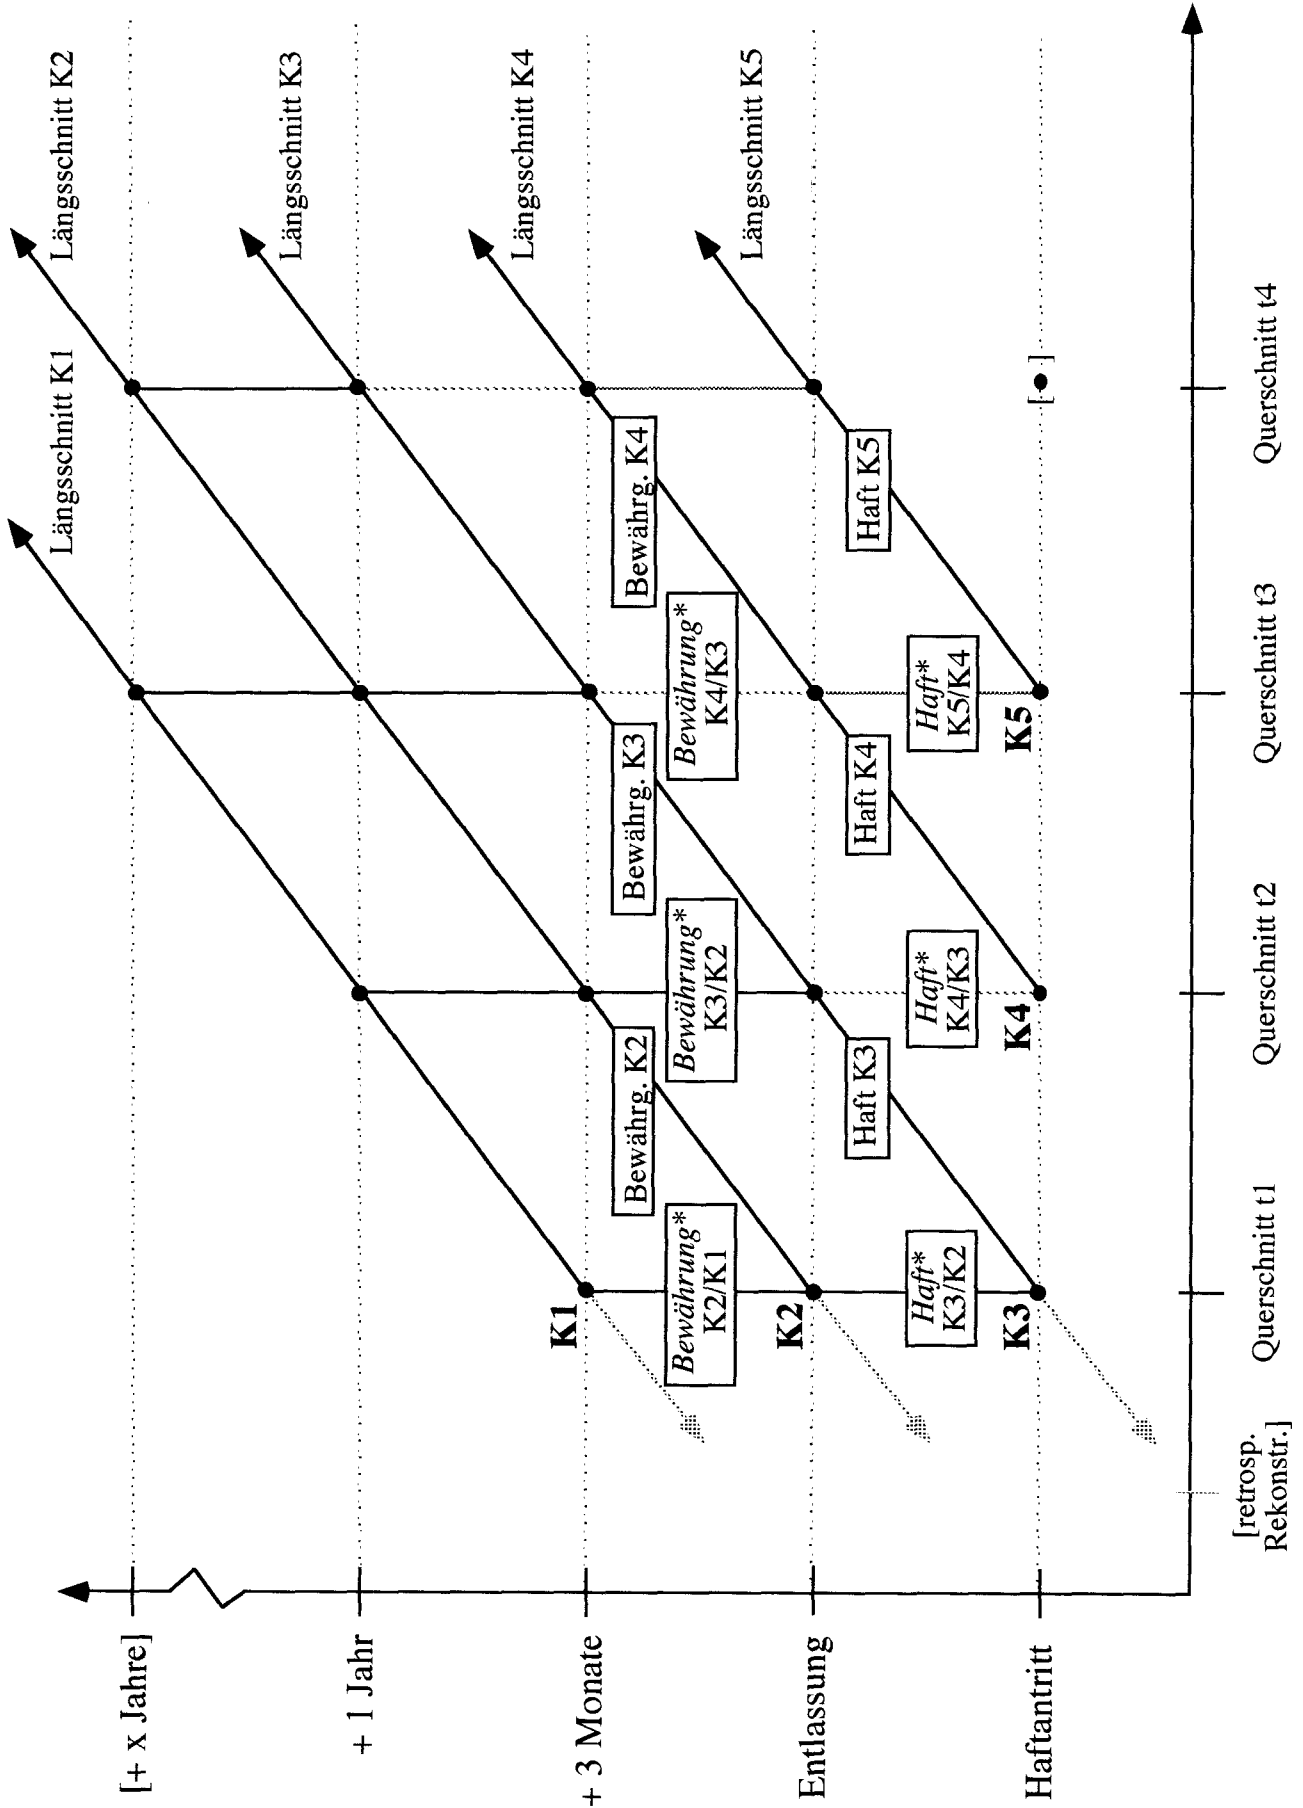 Längsschnitt K1
Längsschnitt K2
Längsschnitt K3
Längsschnitt K4
Längsschnitt K5
[+ x Jahre]
+ 1 Jahr
+ 3 Monate
Entlassung
Haftantritt
K1
K2
K3
K4
K5
Bewährg. K2
Bewährg. K3
Bewährg. K4
Bewährung*
K2/K1
Bewährung*
K3/K2
Bewährung*
K4/K3
Haft K3
Haft K4
Haft K5
Haft*
K3/K2
Haft*
K4/K3
Haft*
K5/K4
[ ● ]
[retrosp.
Rekonstr.]
Querschnitt t1
Querschnitt t2
Querschnitt t3
Querschnitt t4